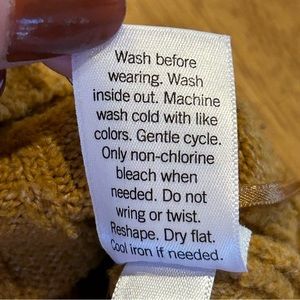 Wash before
wearing. Wash
inside out. Machine
wash cold with like
colors. Gentle cycle.
Only non-chlorine
bleach when
needed. Do not
wring or twist.
Reshape. Dry flat.
Cool iron if needed.